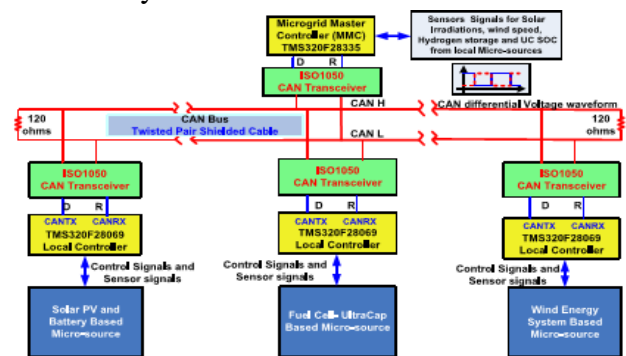 Microgrid Master
Controller (MMC)
TMS320F28335
Sensors Signals for Solar
Irradiations, wind speed,
Hydrogen storage and UC SOC
from local Micro-sources
D R
ISO1050
CAN Transceiver
CAN H
CAN differential Voltage waveform
120
ohms
CAN Bus
Twisted Pair Shielded Cable
CAN L
120
ohms
ISO1050
CAN Transceiver
D R
CANTX CANRX
TMS320F28069
Local Controller
Control Signals and
Sensor signals
Solar PV and
Battery Based
Micro-source
ISO1050
CAN Transceiver
D R
CANTX CANRX
TMS320F28069
Local Controller
Control Signals and
Sensor signals
Fuel Cell- UltraCap
Based Micro-source
ISO1050
CAN Transceiver
D R
CANTX CANRX
TMS320F28069
Local Controller
Control Signals and
Sensor signals
Wind Energy
System Based
Micro-source